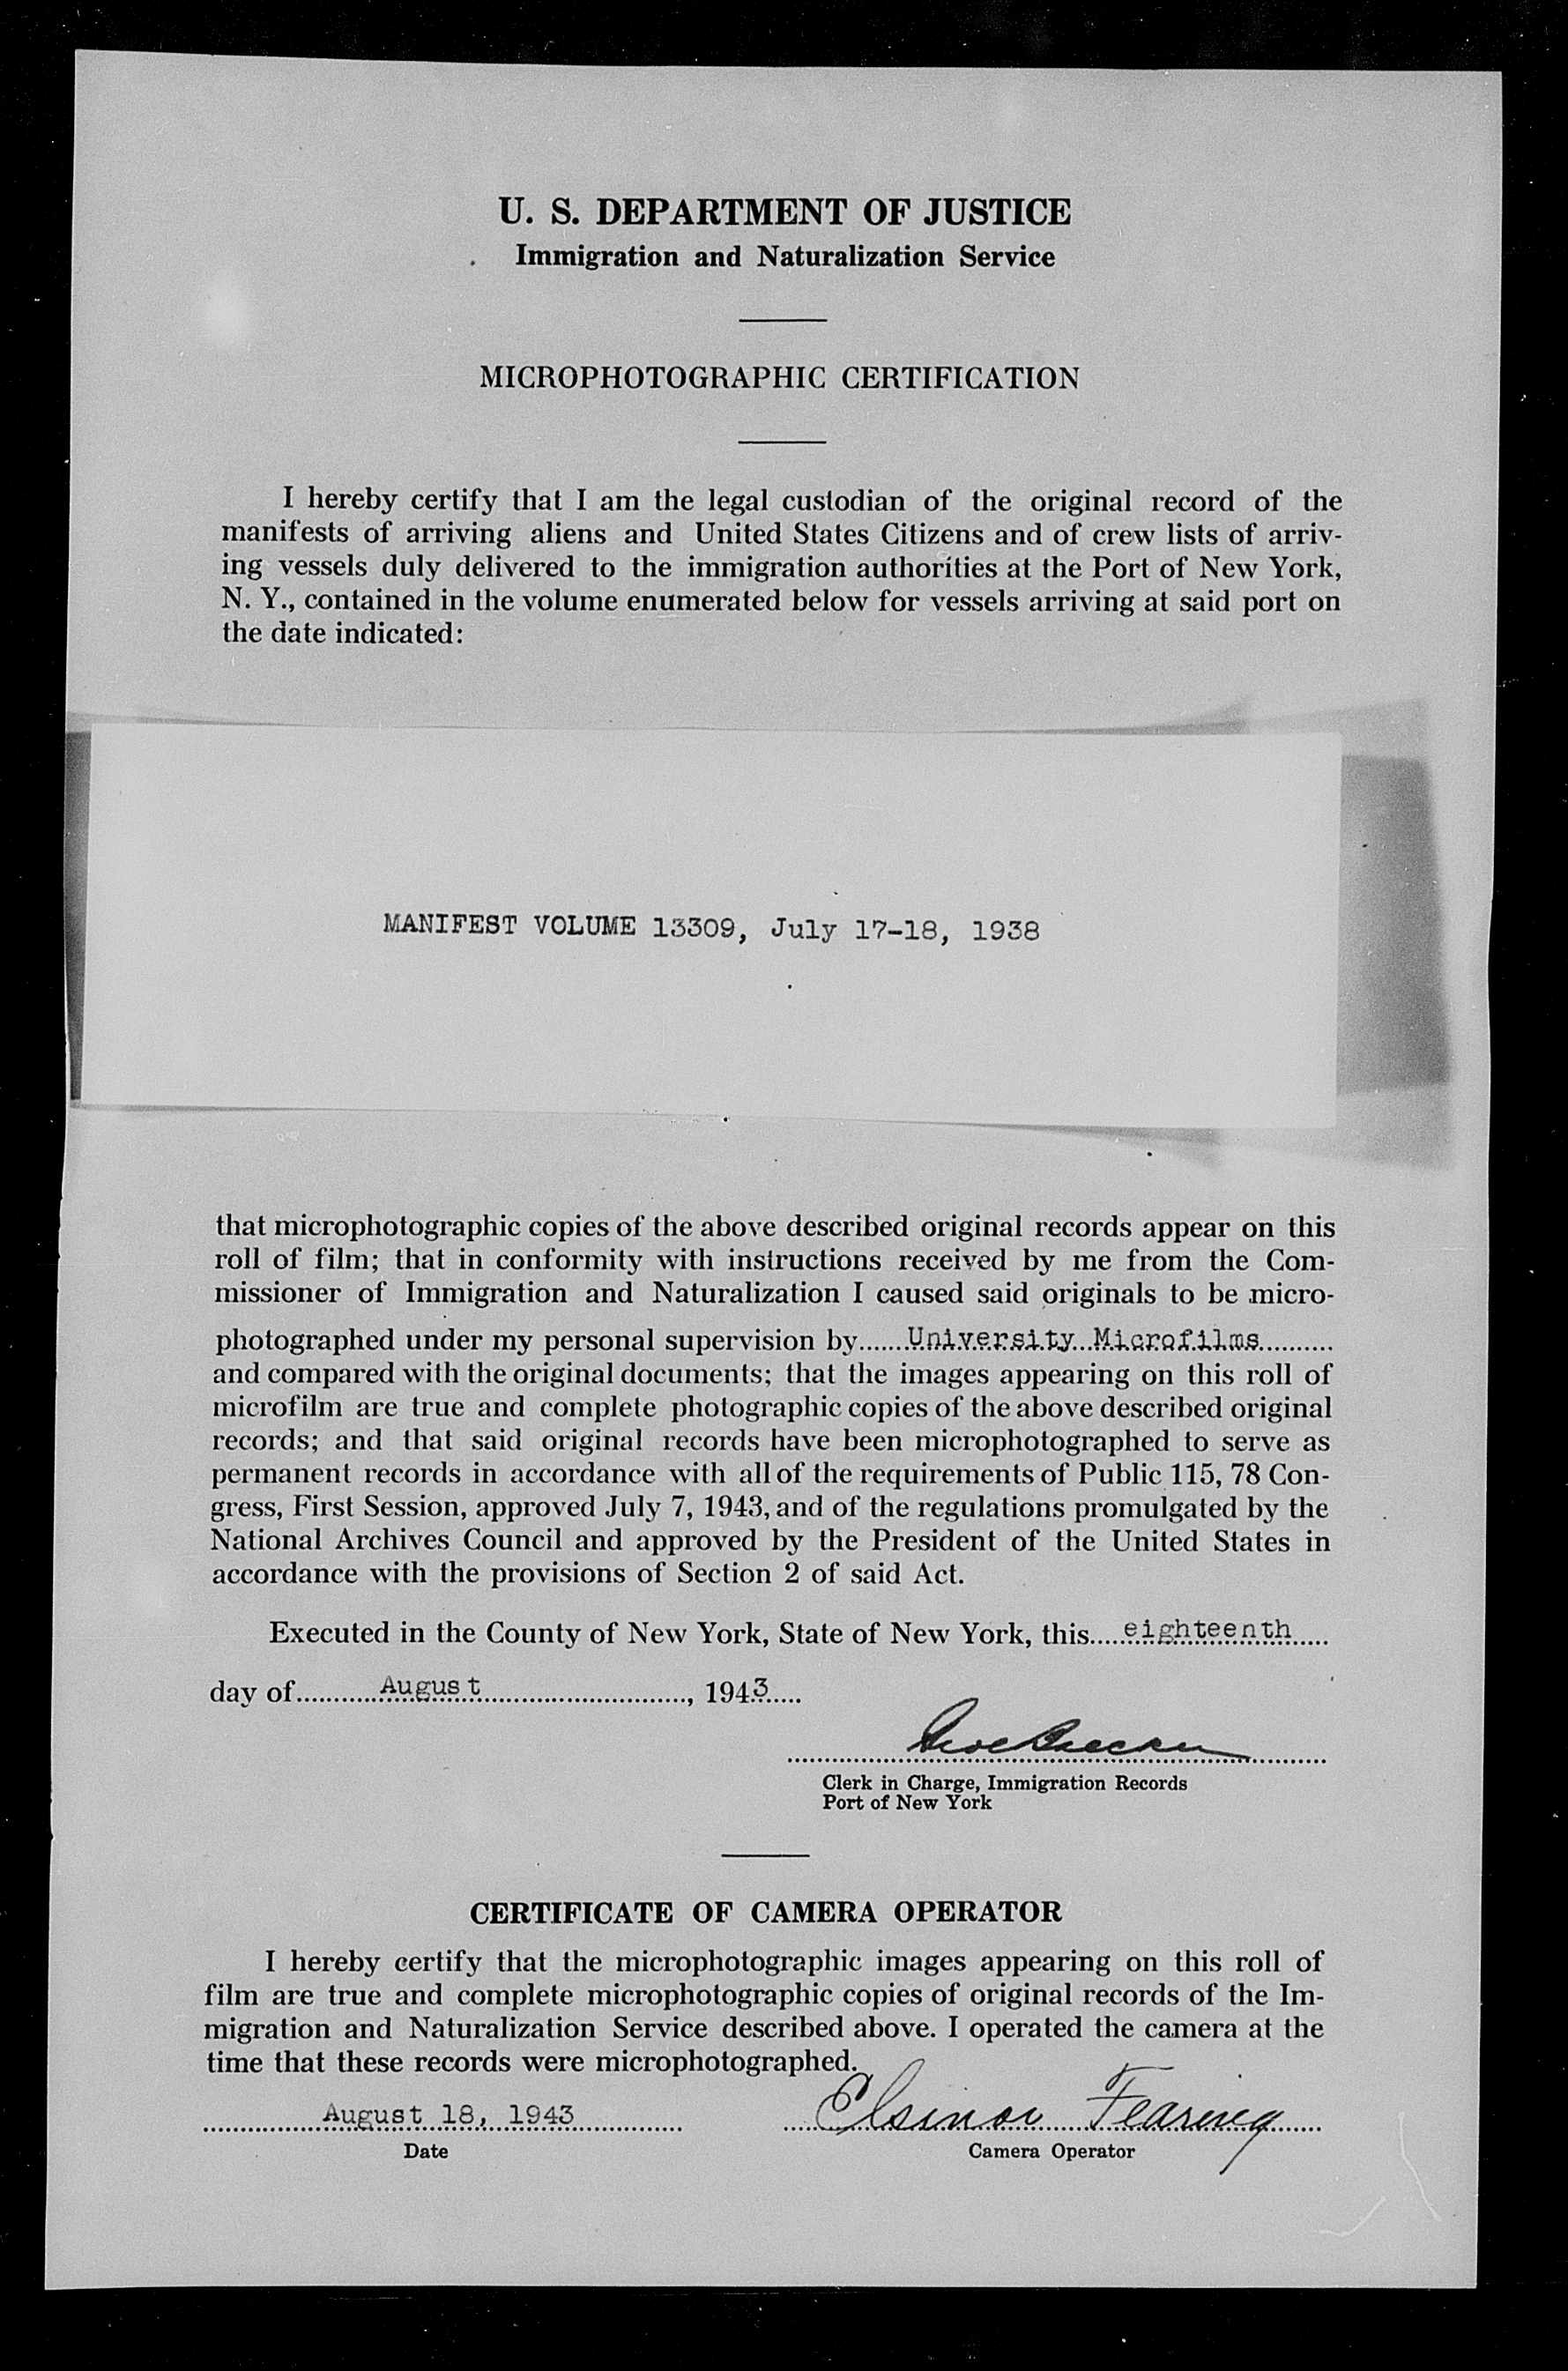 U. S. DEPARTMENT OF JUSTICE
Immigration and Naturalization Service
MICROPHOTOGRAPHIC CERTIFICATION
I hereby certify that I am the legal custodian of the original record of the
manifests of arriving aliens and United States Citizens and of crew lists of arriv-
ing vessels duly delivered to the immigration authorities at the Port of New York,
N. Y., contained in the volume enumerated below for vessels arriving at said port on
the date indicated:
MANIFEST VOLUME 13309, July 17-18, 1938
that microphotographic copies of the above described original records appear on this
roll of film; that in conformity with instructions received by me from the Com-
missioner of Immigration and Naturalization I caused said originals to be micro-
photographed under my personal supervision by University Microfilms
and compared with the original documents; that the images appearing on this roll of
microfilm are true and complete photographic copies of the above described original
records; and that said original records have been microphotographed to serve as
permanent records in accordance with all of the requirements of Public 115, 78 Con-
gress, First Session, approved July 7, 1943, and of the regulations promulgated by the
National Archives Council and approved by the President of the United States in
accordance with the provisions of Section 2 of said Act.
Executed in the County of New York, State of New York, this eighteenth
day of August, 1943
Clerk in Charge, Immigration Records
Port of New York
CERTIFICATE OF CAMERA OPERATOR
I hereby certify that the microphotographic images appearing on this roll of
film are true and complete microphotographic copies of original records of the Im-
migration and Naturalization Service described above. I operated the camera at the
time that these records were microphotographed.
August 18, 1943 Elsinor Fearing
Date Camera Operator